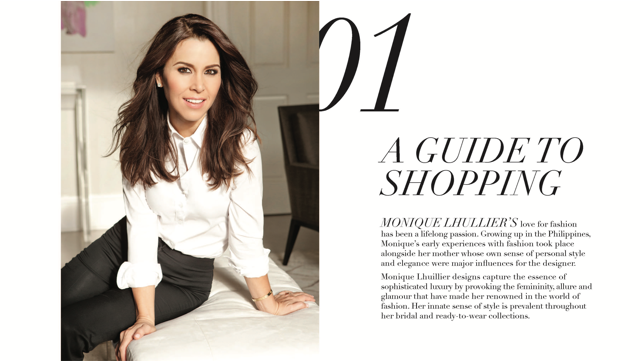 01
A GUIDE TO
SHOPPING
MONIQUE LHULLIER'S love for fashion
has been a lifelong passion. Growing up in the Philippines,
Monique's early experiences with fashion took place
alongside her mother whose own sense of personal style
and elegance were major influences for the designer.
Monique Lhuillier designs capture the essence of
sophisticated luxury by provoking the femininity, allure and
glamour that have made her renowned in the world of
fashion. Her innate sense of style is prevalent throughout
her bridal and ready-to-wear collections.